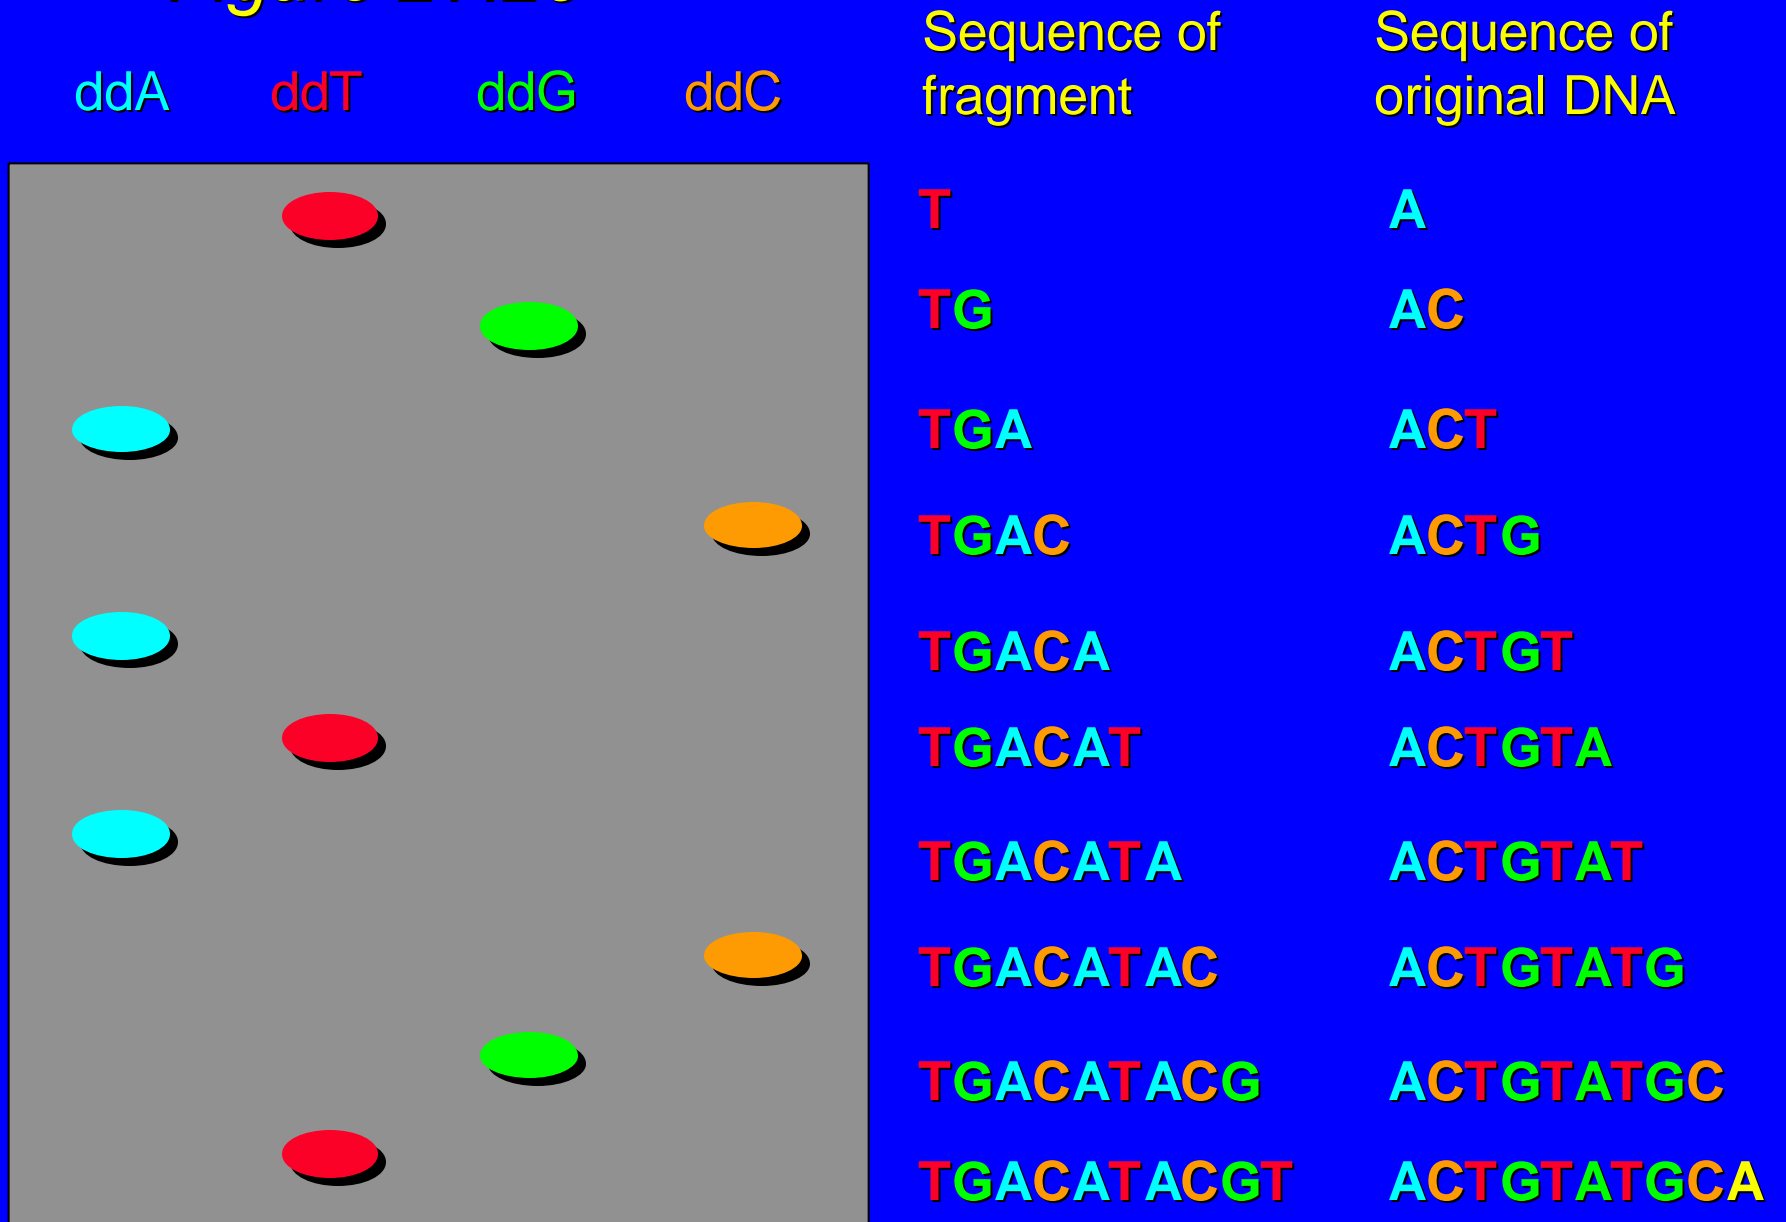 Figure
Sequence of Sequence of
ddA ddT ddG ddC fragment original DNA
T A
TG AC
TGA ACT
TGAC ACTG
TGACA ACTGT
TGACAT ACTGTA
TGACATA ACTGTAT
TGACATAC ACTGTATG
TGACATACG ACTGTATGC
TGACATACGT ACTGTATGCA